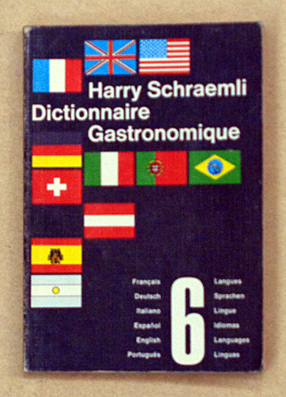 Harry Schraemli
Dictionnaire
Gastronomique
Français
Deutsch
Italiano
Español
English
Português
6
Langues
Sprachen
Lingue
Idiomas
Languages
Linguas